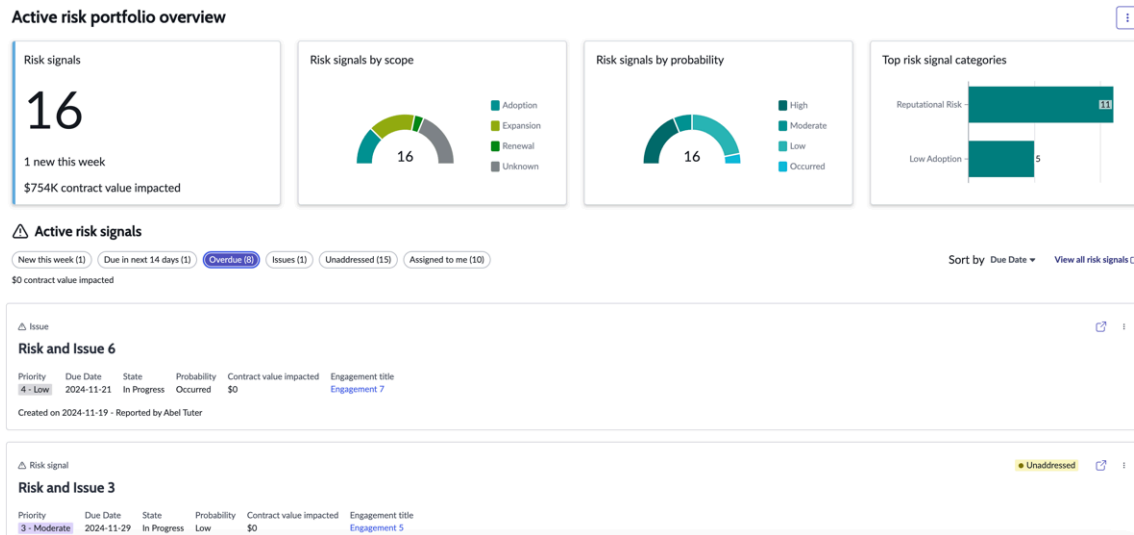 Active risk portfolio overview
Risk signals
16
1 new this week
$754K contract value impacted
Risk signals by scope
16
Adoption
Expansion
Renewal
Unknown
Risk signals by probability
16
High
Moderate
Low
Occurred
Top risk signal categories
Reputational Risk
11
Low Adoption
5
Active risk signals
New this week (1) Due in next 14 days (1) Overdue (8) Issues (1) Unaddressed (15) Assigned to me (10)
Sort by Due Date View all risk signals
$0 contract value impacted
Issue
Risk and Issue 6
Priority Due Date State Probability Contract value impacted Engagement title
4 - Low 2024-11-21 In Progress Occurred $0 Engagement 7
Created on 2024-11-19 - Reported by Abel Tuter
Risk signal
Unaddressed
Risk and Issue 3
Priority Due Date State Probability Contract value impacted Engagement title
3 - Moderate 2024-11-29 In Progress Low $0 Engagement 5